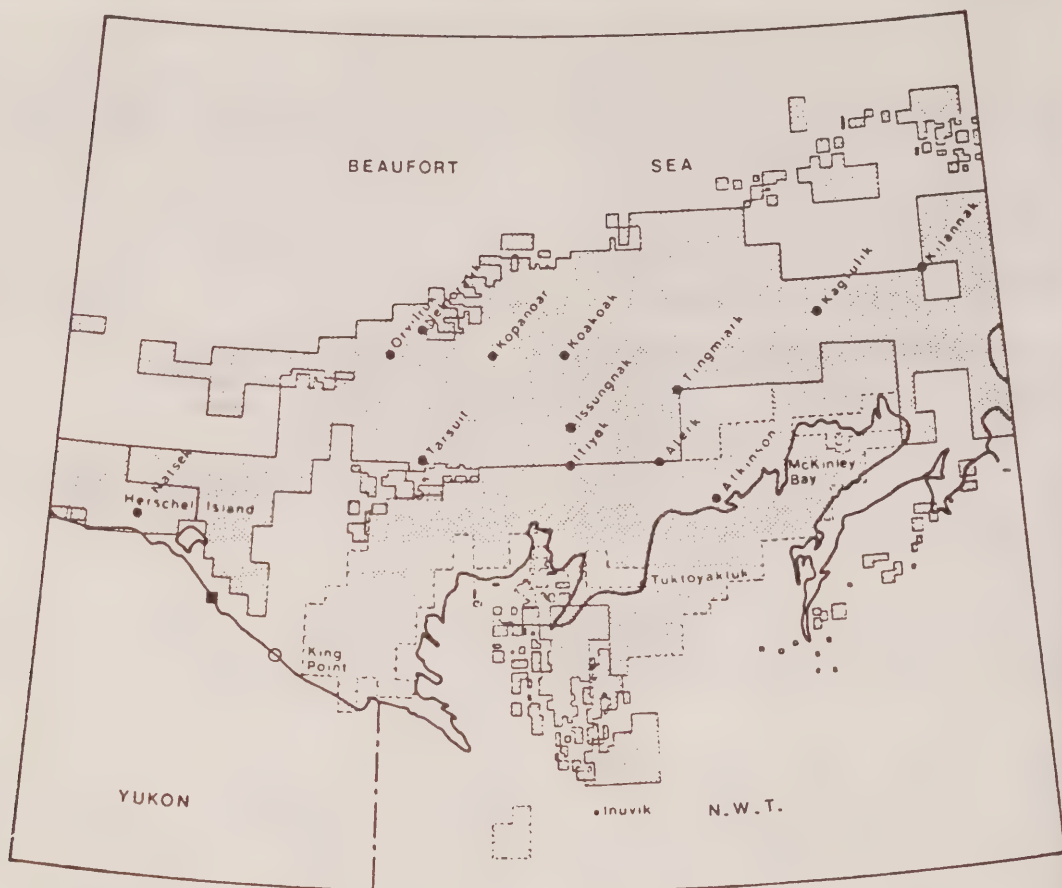 BEAUFORT SEA
Kilannak
Kaglulik
Orvilruk
Kopanoar
Koakoak
Tingmiark
Issungnak
Natsek
Tarsuit
Itiyok
Alerk
Atkinson
McKinley
Bay
Herschel Island
Tuktoyaktuk
King
Point
YUKON
Inuvik
N.W.T.